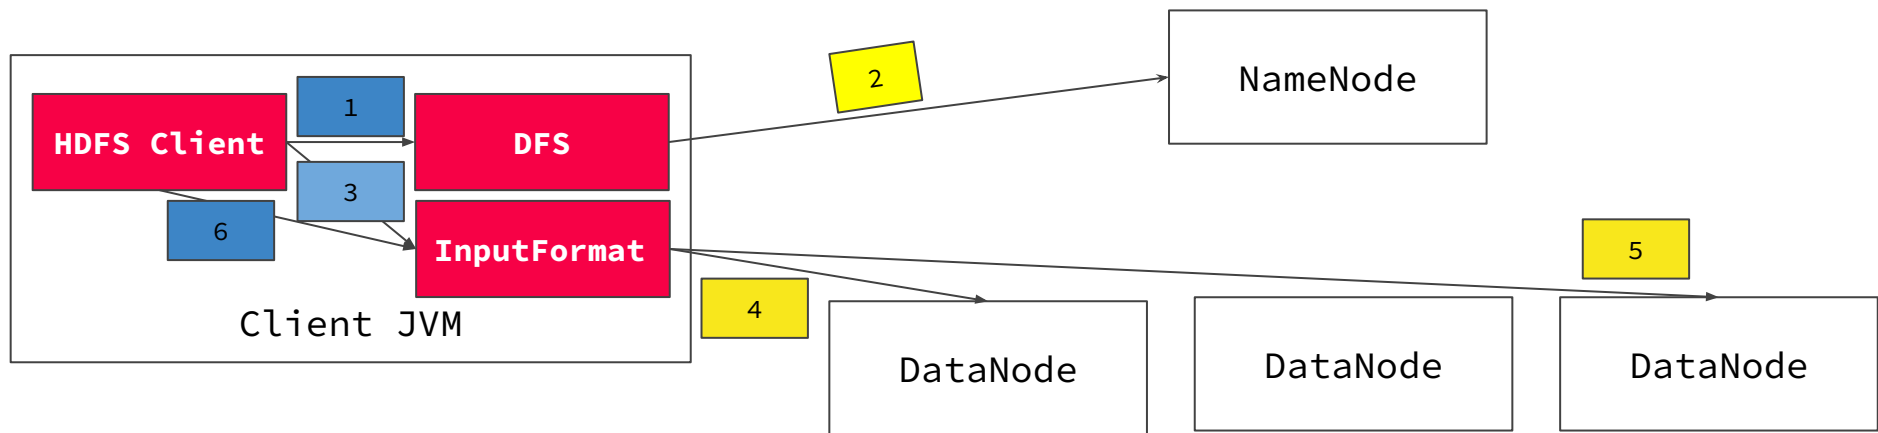 2
NameNode
1
HDFS Client
DFS
3
6
InputFormat
5
4
Client JVM
DataNode
DataNode
DataNode